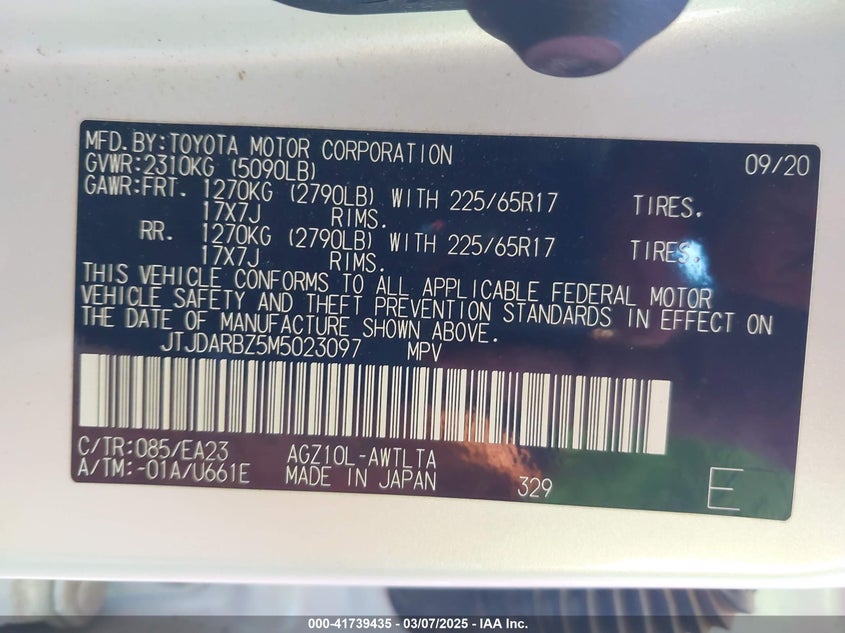 MFD.BY:TOYOTA MOTOR CORPORATION 09/20
GVWR:2310KG (5090LB)
GAWR:FRT. 1270KG (2790LB) WITH 225/65R17 TIRES.
17X7J RIMS.
RR. 1270KG (2790LB) WITH 225/65R17 TIRES.
17X7J RIMS.
THIS VEHICLE CONFORMS TO ALL APPLICABLE FEDERAL MOTOR
VEHICLE SAFETY AND THEFT PREVENTION STANDARDS IN EFFECT ON
THE DATE OF MANUFACTURE SHOWN ABOVE.
JTJDARBZ5M5023097 MPV
C/TR:085/EA23 AGZ10L-AWTLTA
A/TM:-01A/U661E MADE IN JAPAN 329 E
000-41739435 - 03/07/2025 - IAA Inc.